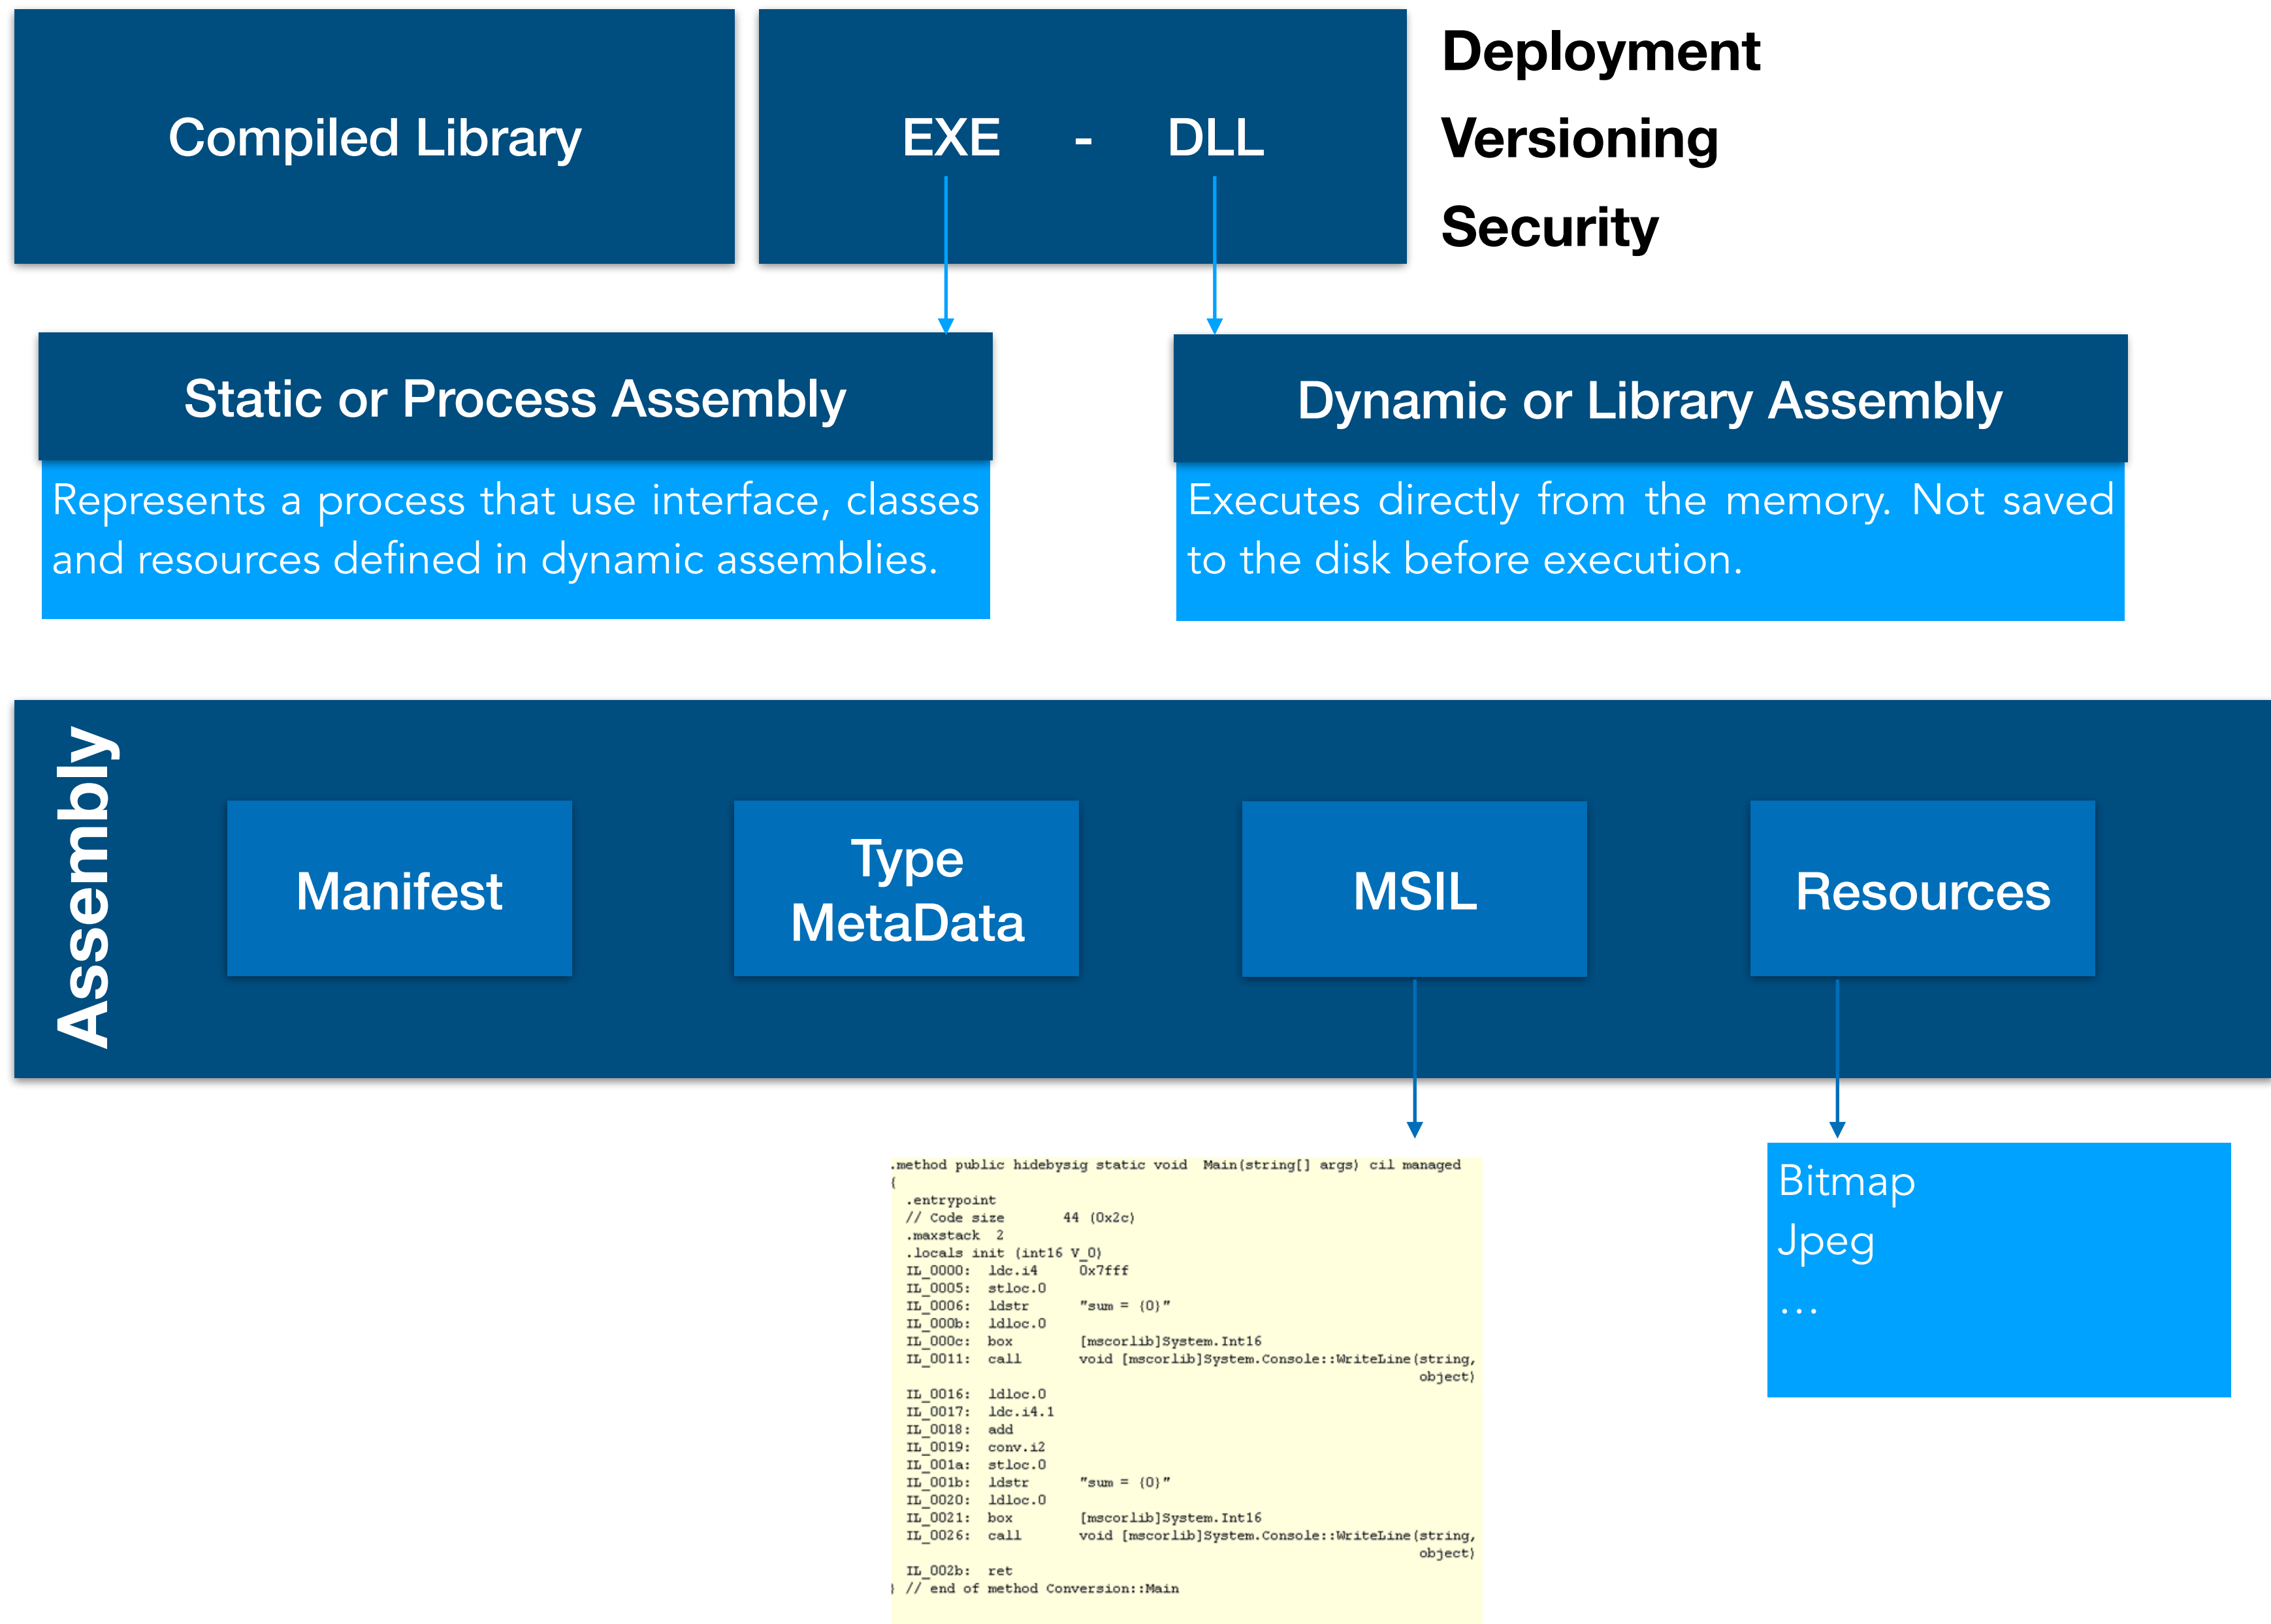 Compiled Library
EXE - DLL
Deployment
Versioning
Security
Static or Process Assembly
Represents a process that use interface, classes
and resources defined in dynamic assemblies.
Dynamic or Library Assembly
Executes directly from the memory. Not saved
to the disk before execution.
Assembly
Manifest
Type
MetaData
MSIL
Resources
.method public hidebysig static void  Main(string[] args) cil managed
{
  .entrypoint
  // Code size       44 (0x2c)
  .maxstack  2
  .locals init (int16 V_0)
  IL_0000:  ldc.i4     0x7fff
  IL_0005:  stloc.0
  IL_0006:  ldstr      "sum = {0}"
  IL_000b:  ldloc.0
  IL_000c:  box        [mscorlib]System.Int16
  IL_0011:  call       void [mscorlib]System.Console::WriteLine(string,
object)
  IL_0016:  ldloc.0
  IL_0017:  ldc.i4.1
  IL_0018:  add
  IL_0019:  conv.i2
  IL_001a:  stloc.0
  IL_001b:  ldstr      "sum = {0}"
  IL_0020:  ldloc.0
  IL_0021:  box        [mscorlib]System.Int16
  IL_0026:  call       void [mscorlib]System.Console::WriteLine(string,
object)
  IL_002b:  ret
} // end of method Conversion::Main
Bitmap
Jpeg
…